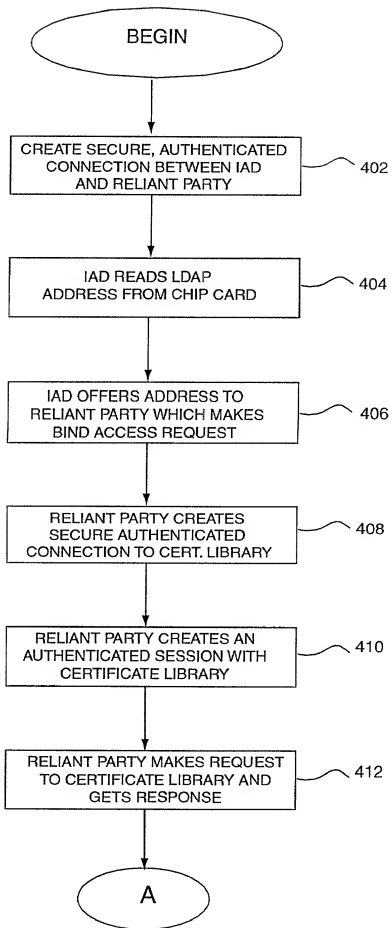 BEGIN
CREATE SECURE, AUTHENTICATED
CONNECTION BETWEEN IAD
AND RELIANT PARTY
402
IAD READS LDAP
ADDRESS FROM CHIP CARD
404
IAD OFFERS ADDRESS TO
RELIANT PARTY WHICH MAKES
BIND ACCESS REQUEST
406
RELIANT PARTY CREATES
SECURE AUTHENTICATED
CONNECTION TO CERT. LIBRARY
408
RELIANT PARTY CREATES AN
AUTHENTICATED SESSION WITH
CERTIFICATE LIBRARY
410
RELIANT PARTY MAKES REQUEST
TO CERTIFICATE LIBRARY AND
GETS RESPONSE
412
A